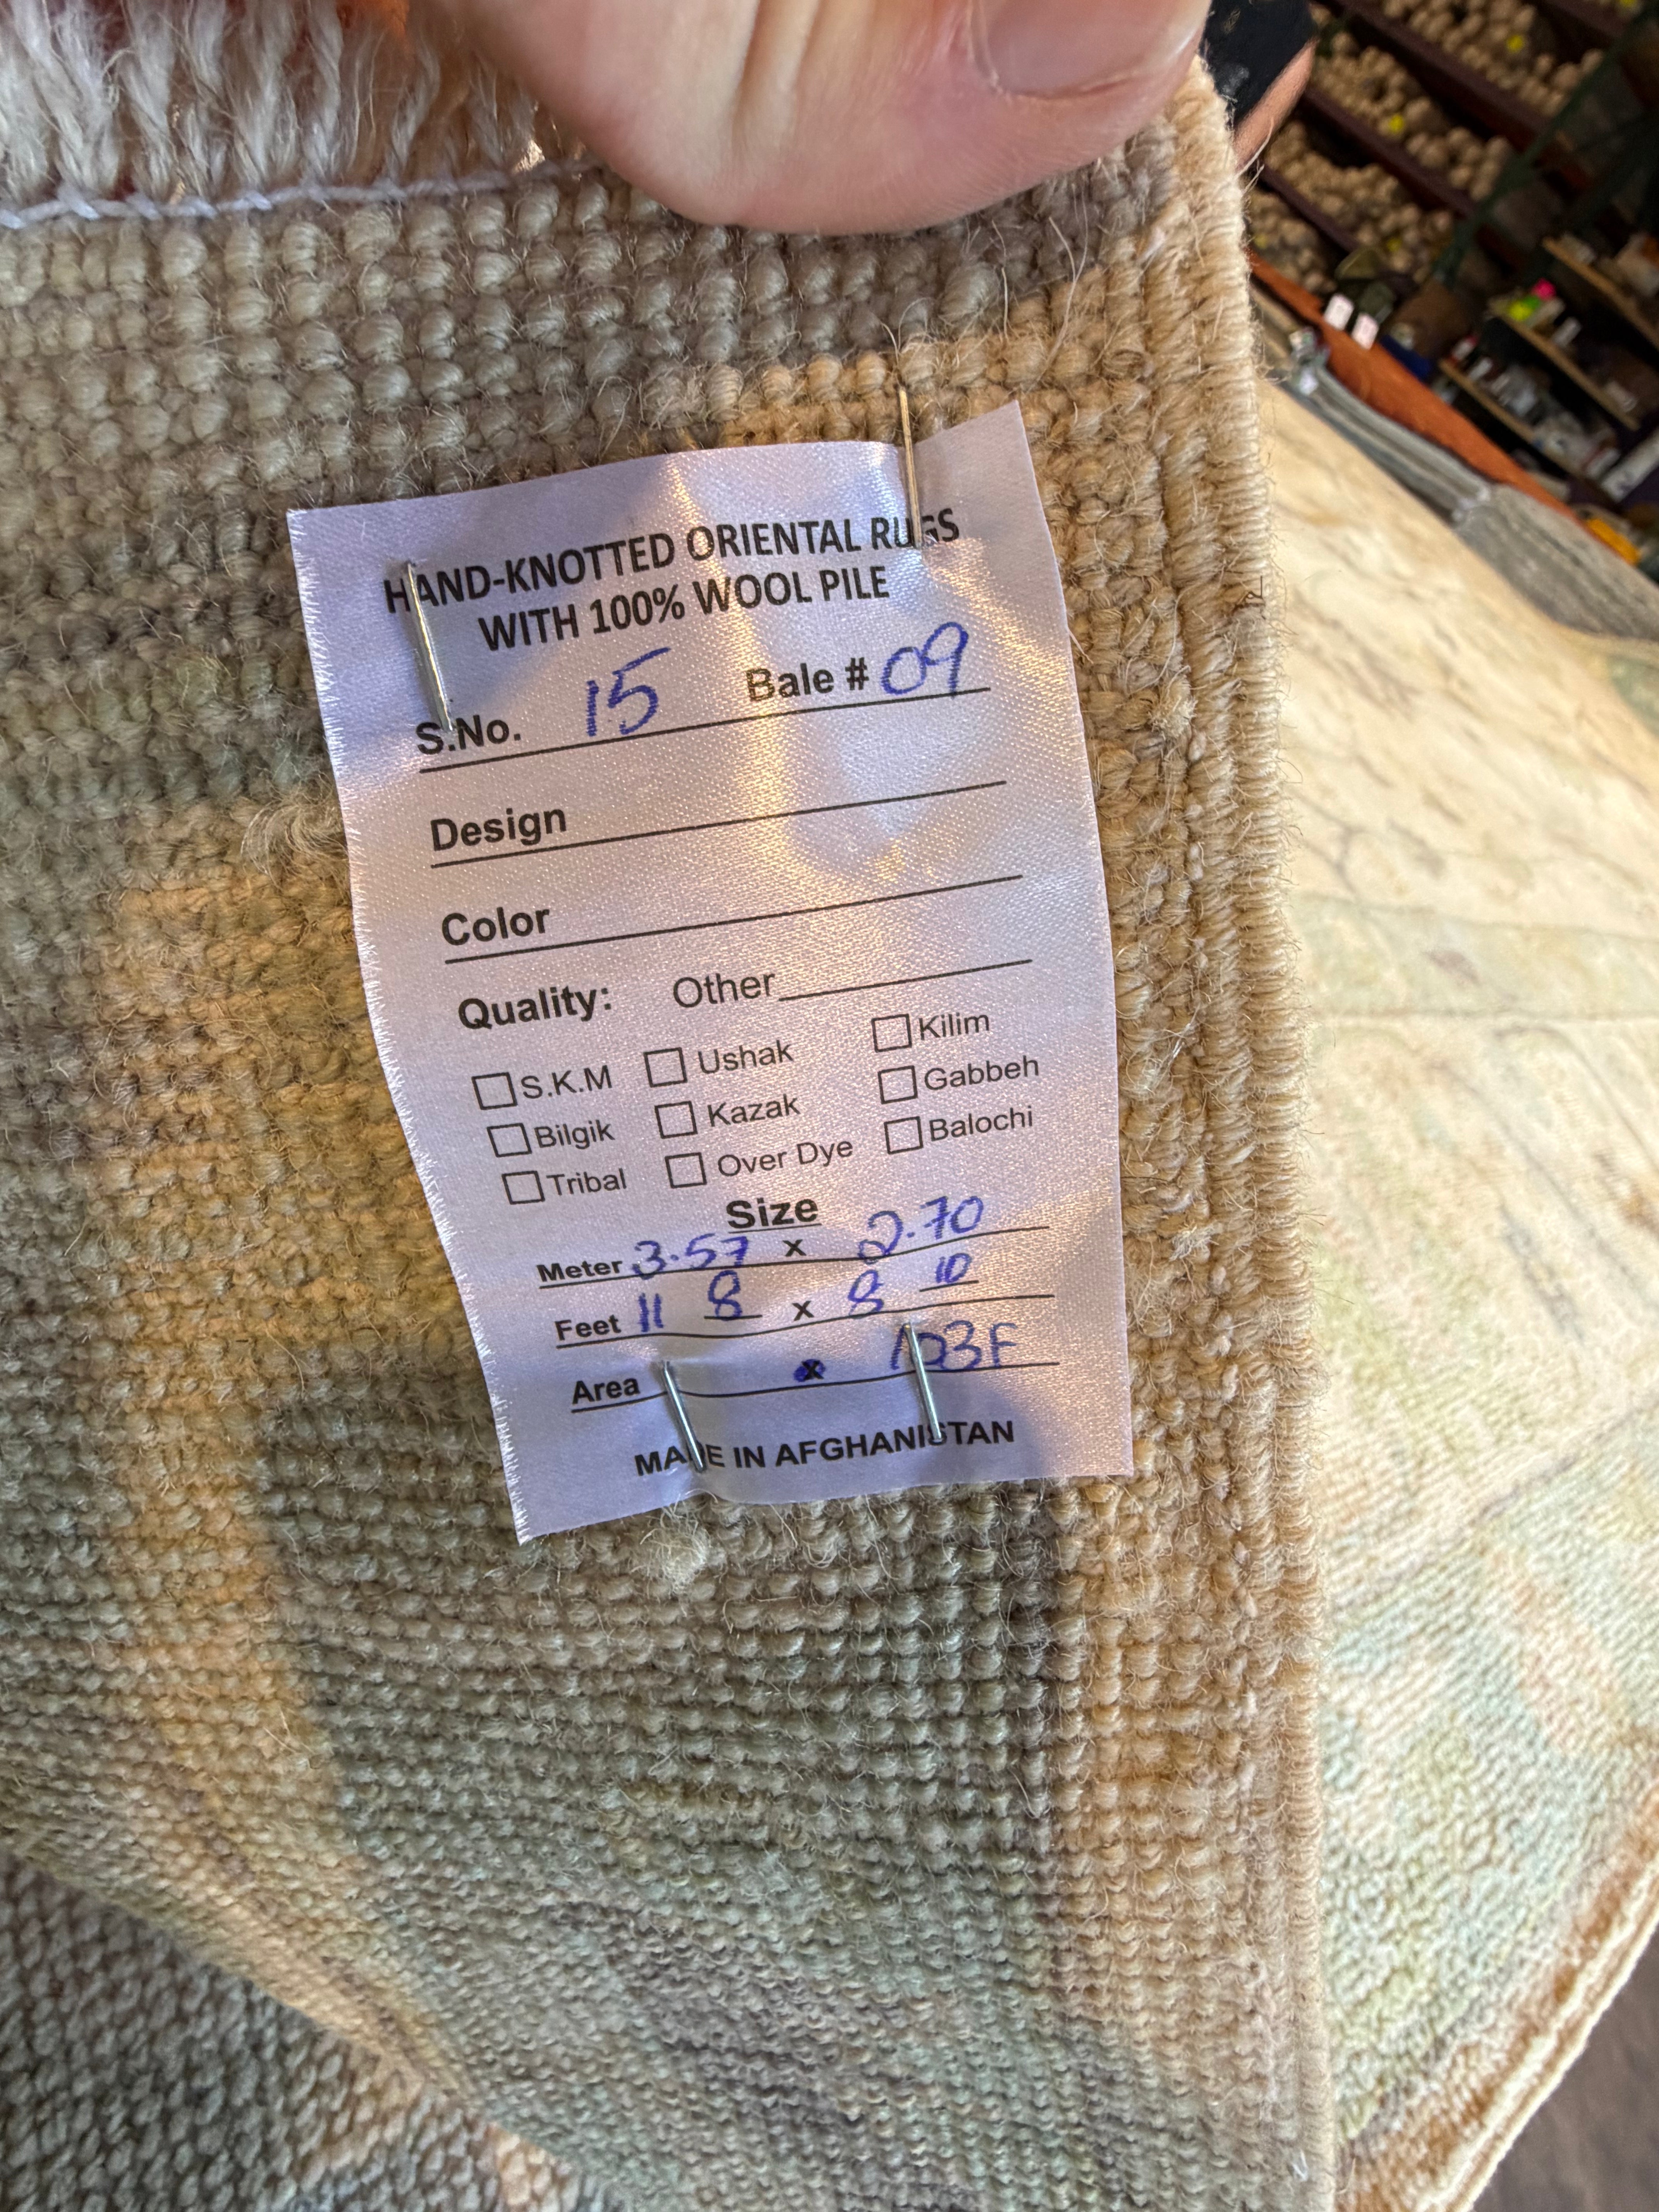 HAND-KNOTTED ORIENTAL RUGS
WITH 100% WOOL PILE
S.No. 15 Bale # 09
Design
Color
Quality: Other
S.K.M Ushak Kilim
Bilgik Kazak Gabbeh
Tribal Over Dye Balochi
Size
Meter 3.57 x 2.70
Feet 11 8 x 8 10
Area x 103F
MADE IN AFGHANISTAN